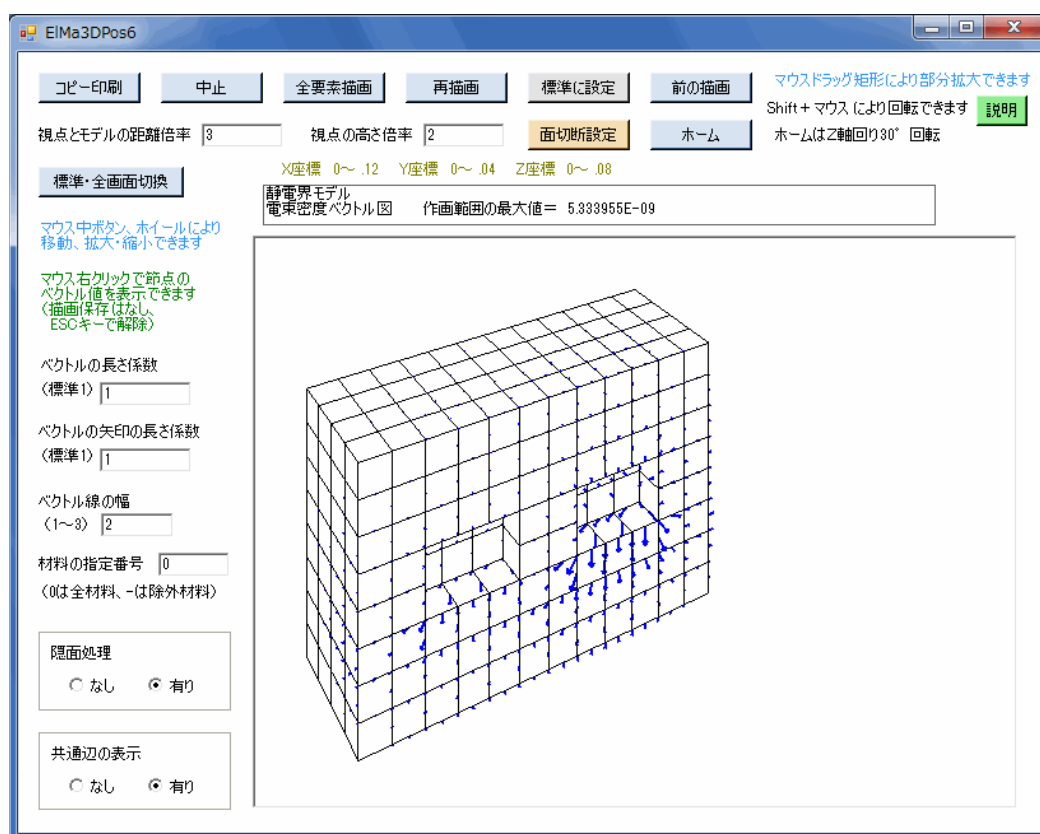 ElMa3DPos6
コピー印刷 中止 全要素描画 再描画 標準に設定 前の描画
マウスドラッグ矩形により部分拡大できます
Shift+マウスにより回転できます 説明
視点とモデルの距離倍率 3 視点の高さ倍率 2 面切断設定 ホーム ホームはZ軸回り30° 回転
標準・全画面切換
X座標 0～ .12 Y座標 0～ .04 Z座標 0～ .08
静電界モデル
電束密度ベクトル図 作画範囲の最大値＝ 5.333955E-09
マウス中ボタン、ホイールにより
移動、拡大・縮小できます
マウス右クリックで節点の
ベクトル値を表示できます
(描画保存はなし、
ESCキーで解除)
ベクトルの長さ係数
(標準1) 1
ベクトルの矢印の長さ係数
(標準1) 1
ベクトル線の幅
(1～3) 2
材料の指定番号 0
(0は全材料、-は除外材料)
隠面処理
なし 有り
共通辺の表示
なし 有り